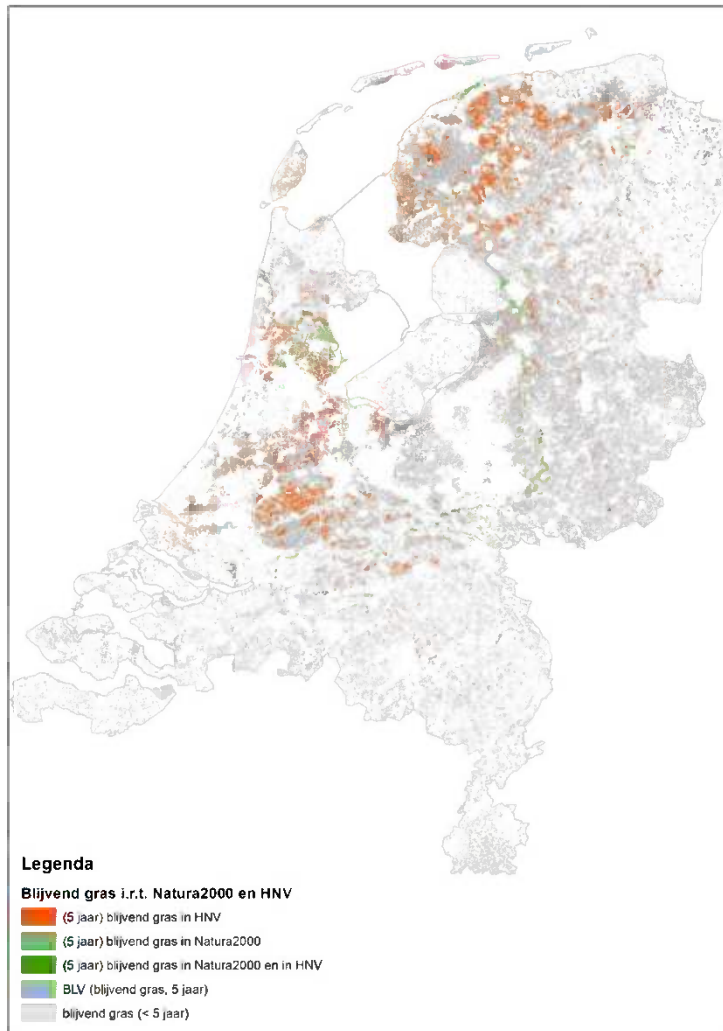 Legenda
Blijvend gras i.r.t. Natura2000 en HNV
(5 jaar) blijvend gras in HNV
(5 jaar) blijvend gras in Natura2000
(5 jaar) blijvend gras in Natura2000 en in HNV
BLV (blijvend gras, 5 jaar)
blijvend gras (< 5 jaar)